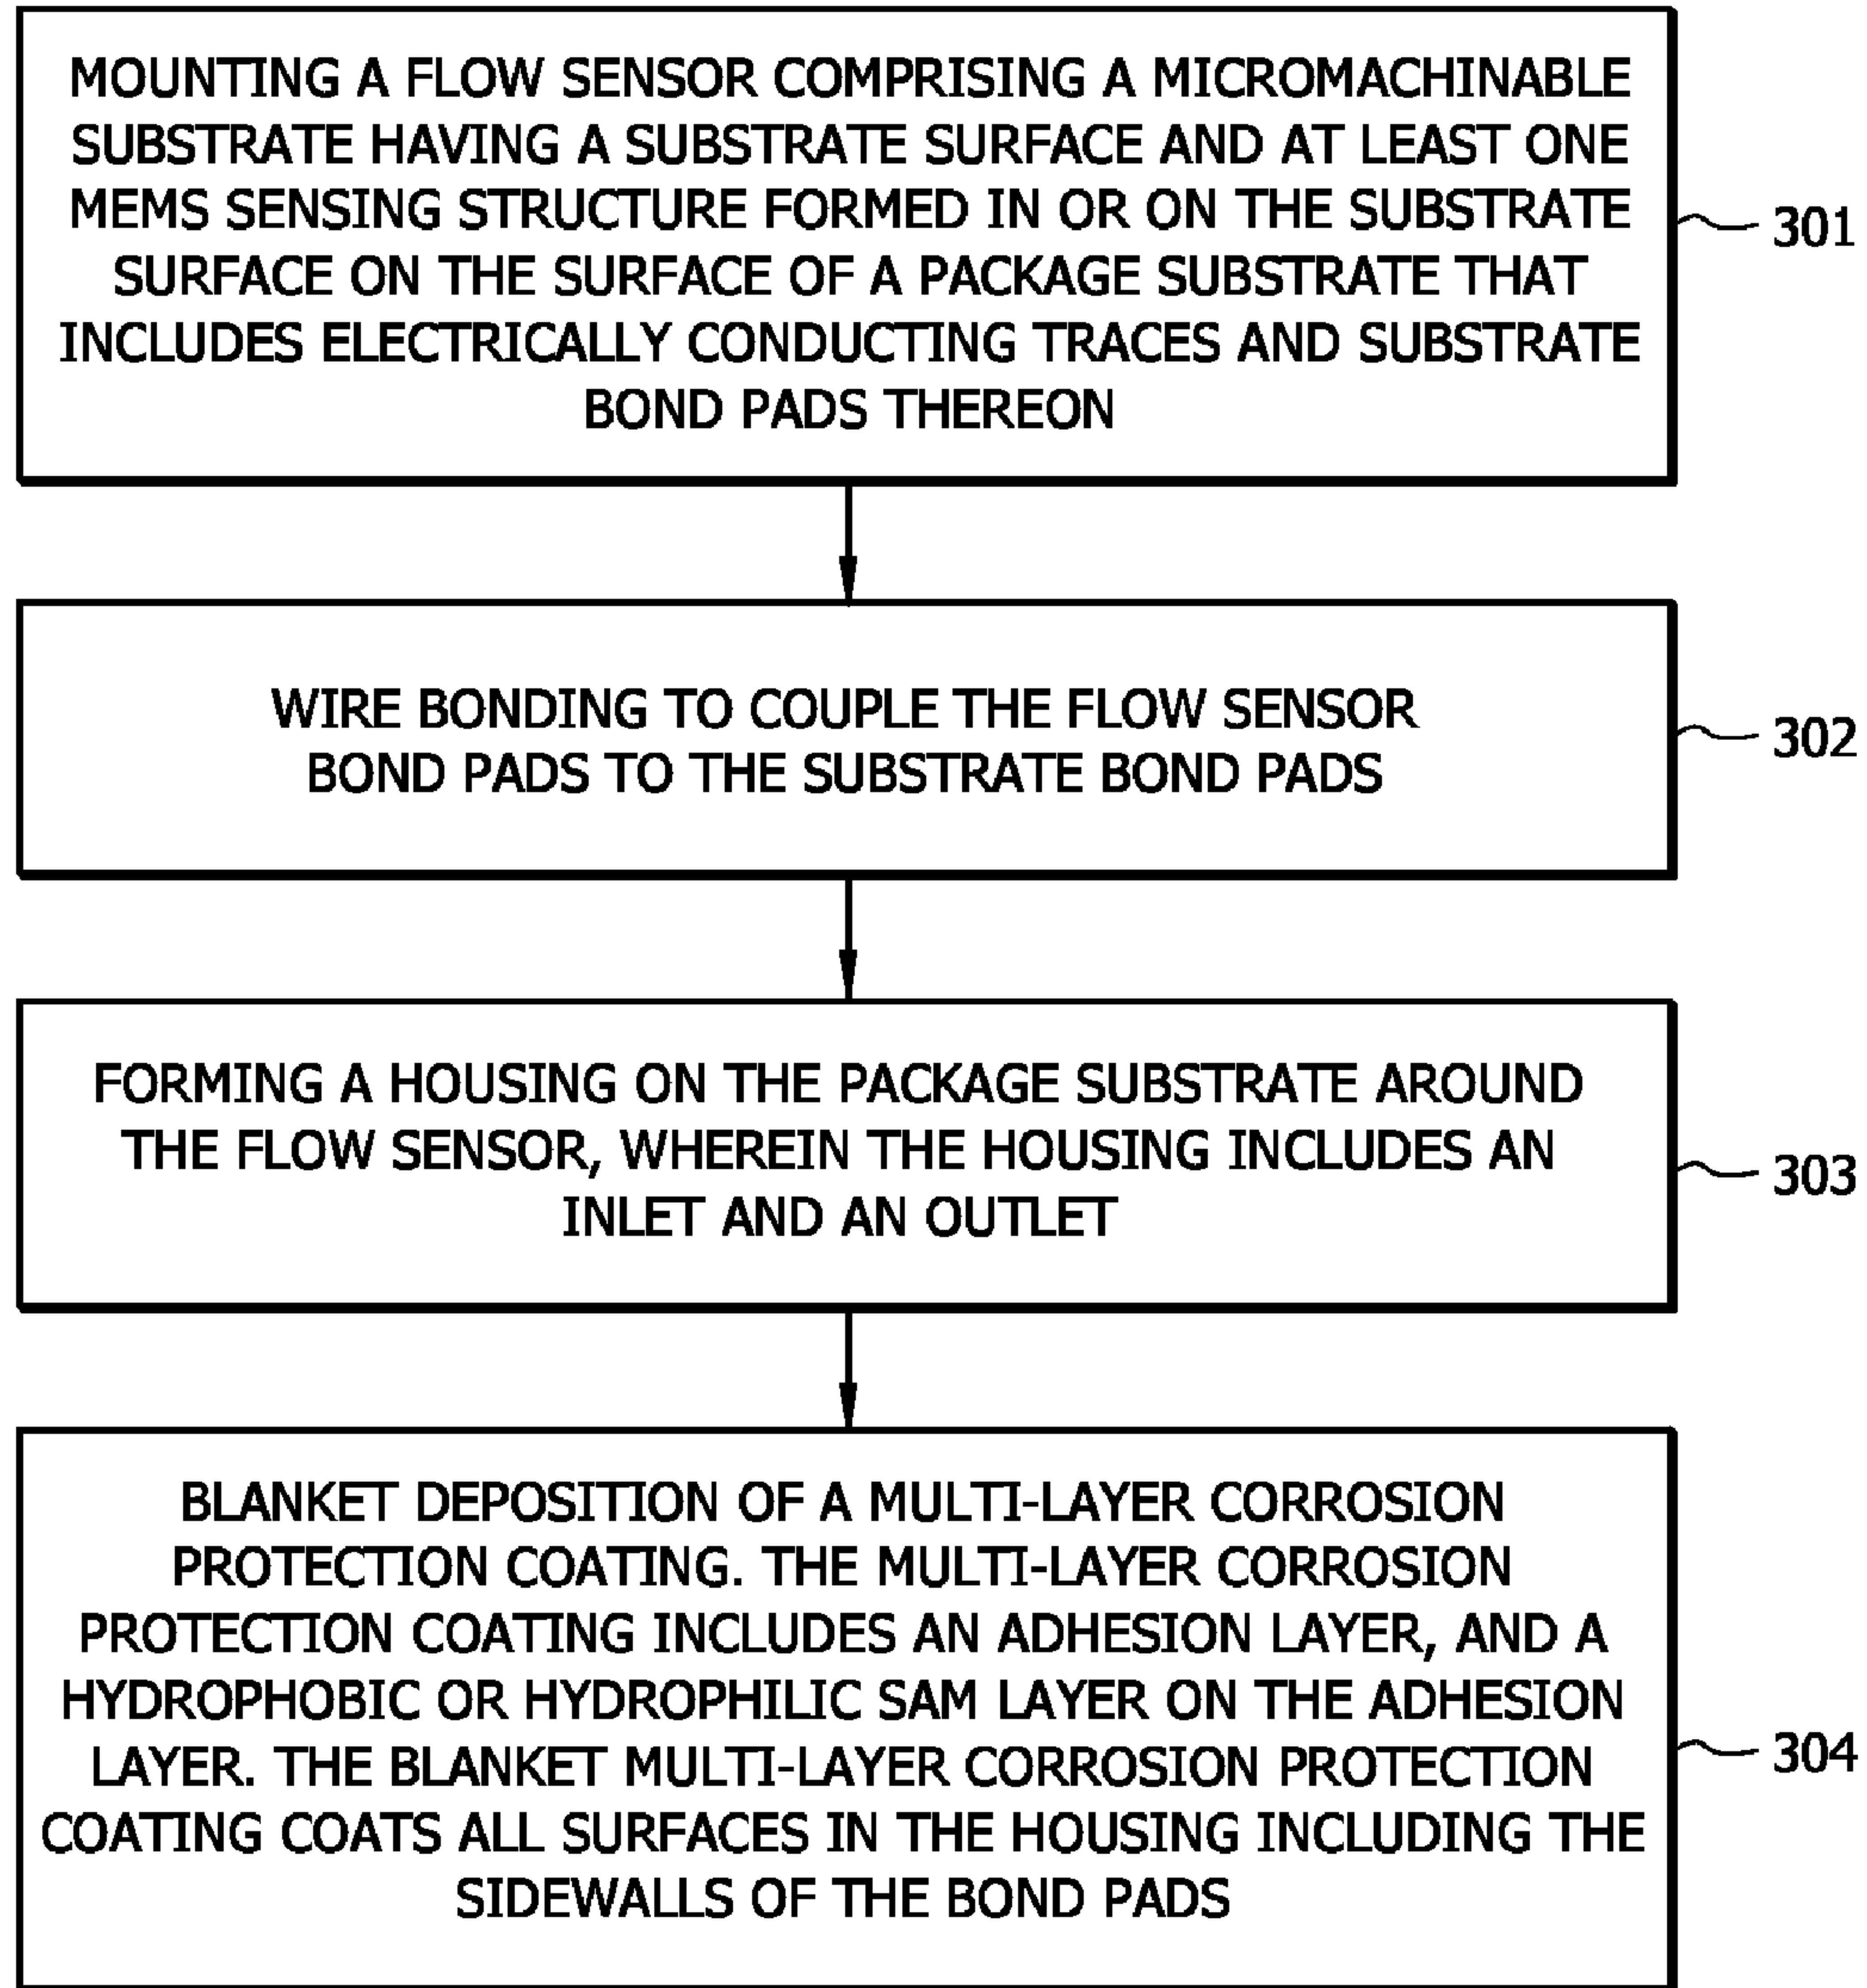 MOUNTING A FLOW SENSOR COMPRISING A MICROMACHINABLE
SUBSTRATE HAVING A SUBSTRATE SURFACE AND AT LEAST ONE
MEMS SENSING STRUCTURE FORMED IN OR ON THE SUBSTRATE
SURFACE ON THE SURFACE OF A PACKAGE SUBSTRATE THAT
INCLUDES ELECTRICALLY CONDUCTING TRACES AND SUBSTRATE
BOND PADS THEREON
301
WIRE BONDING TO COUPLE THE FLOW SENSOR
BOND PADS TO THE SUBSTRATE BOND PADS
302
FORMING A HOUSING ON THE PACKAGE SUBSTRATE AROUND
THE FLOW SENSOR, WHEREIN THE HOUSING INCLUDES AN
INLET AND AN OUTLET
303
BLANKET DEPOSITION OF A MULTI-LAYER CORROSION
PROTECTION COATING. THE MULTI-LAYER CORROSION
PROTECTION COATING INCLUDES AN ADHESION LAYER, AND A
HYDROPHOBIC OR HYDROPHILIC SAM LAYER ON THE ADHESION
LAYER. THE BLANKET MULTI-LAYER CORROSION PROTECTION
COATING COATS ALL SURFACES IN THE HOUSING INCLUDING THE
SIDEWALLS OF THE BOND PADS
304